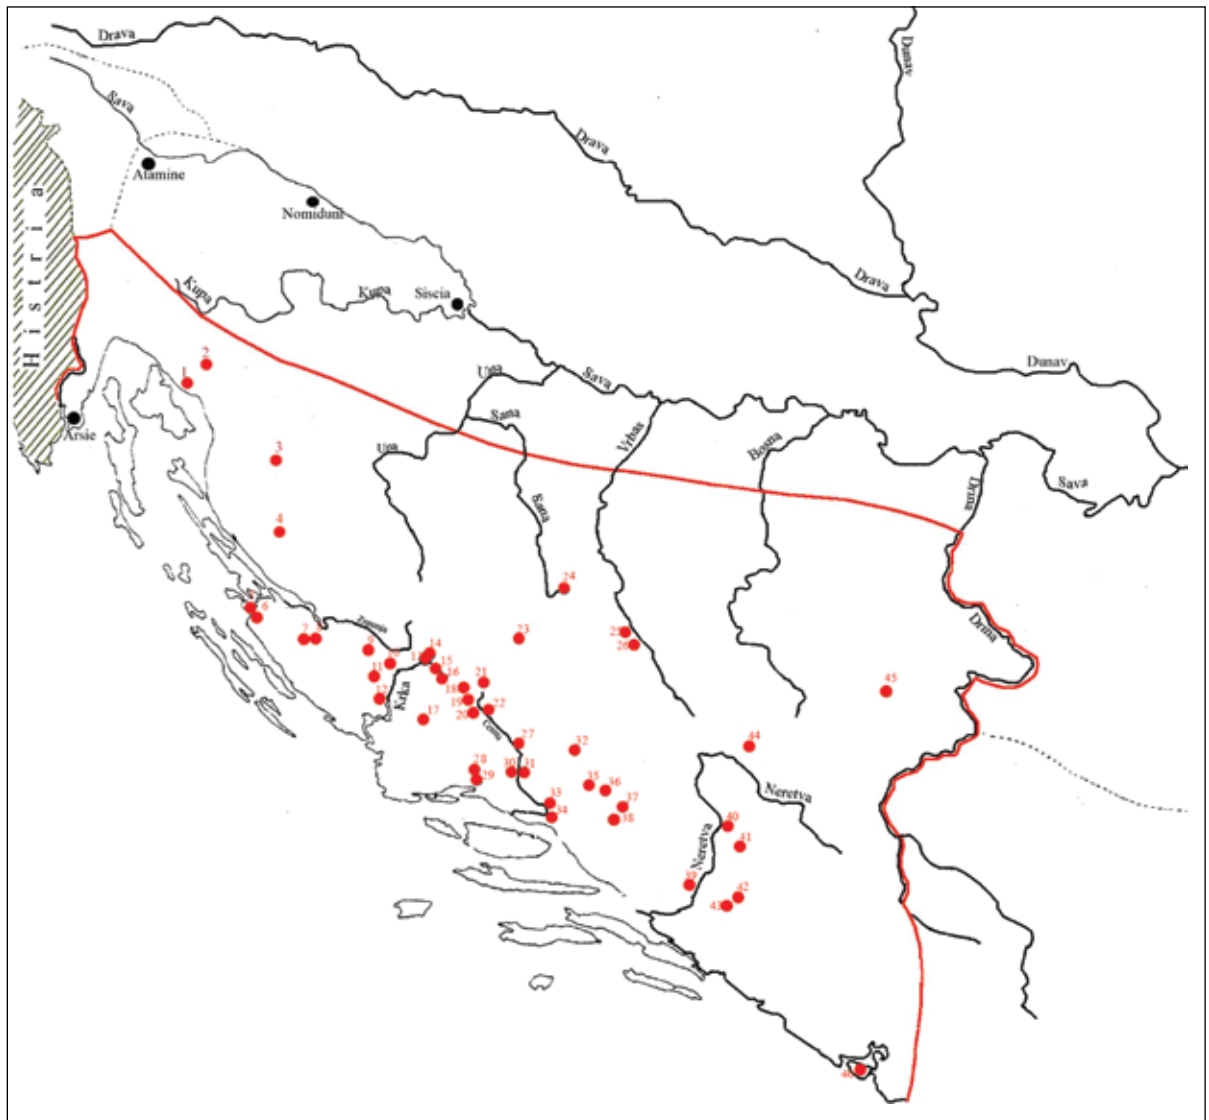 Drava
Dunav
Sava
Drava
Alamine
Nomiduni
Histria
Kupa
Kupa
Siscia
Drava
Dunav
Una
Sava
Sana
Arsie
Una
Vrbas
Bosna
Drina
Sava
Sana
Zrmanja
Krka
Cetina
Drina
Neretva
Neretva
1
2
3
4
5
6
7
8
9
10
11
12
13
14
15
16
17
18
19
20
21
22
23
24
25
26
27
28
29
30
31
32
33
34
35
36
37
38
39
40
41
42
43
44
45
46